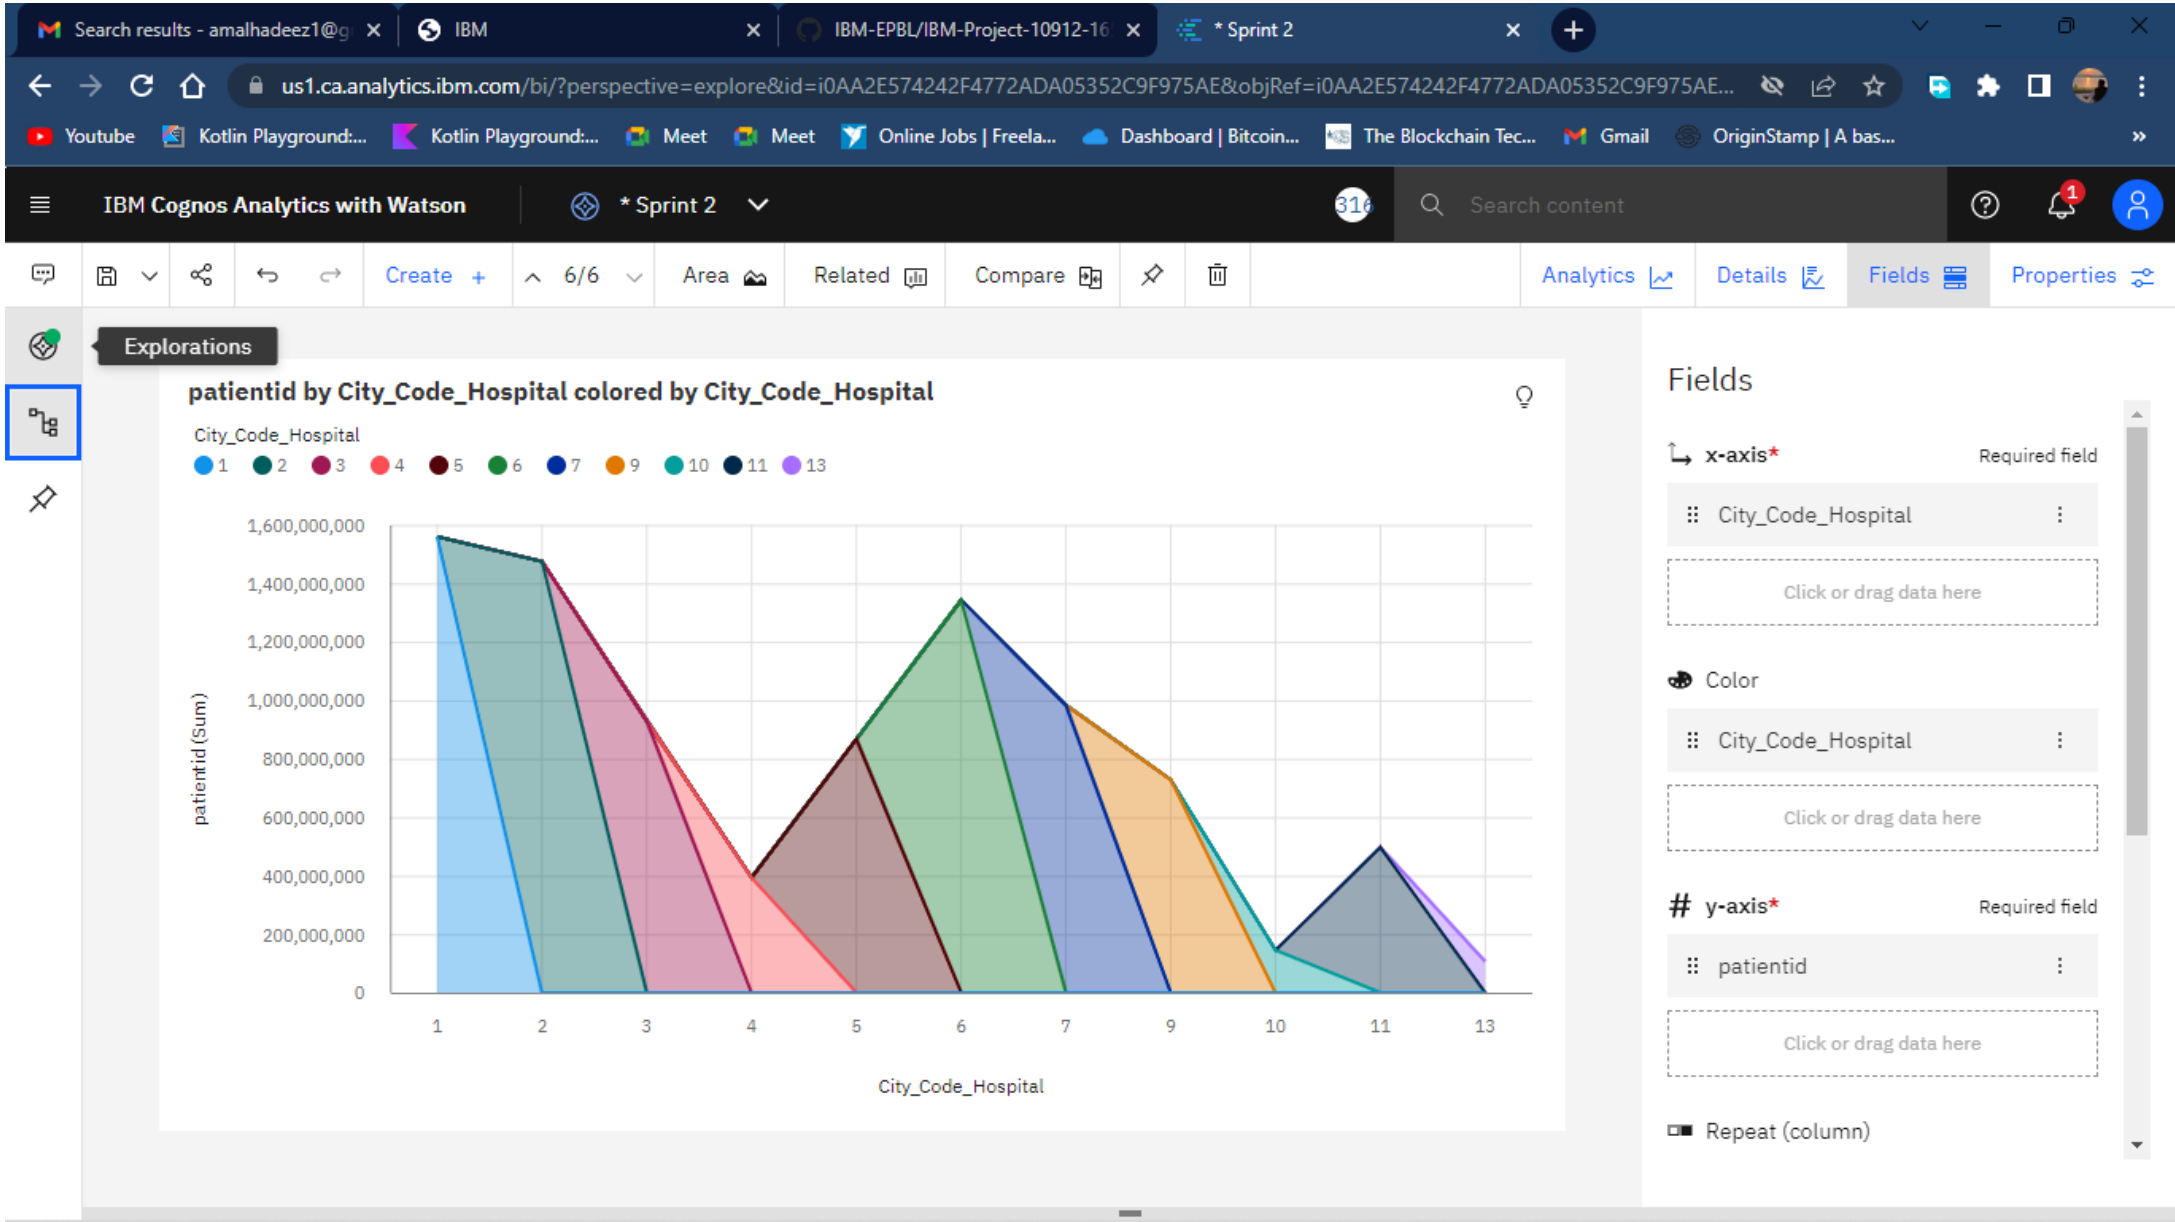 Search results - amalhadeez1@g
IBM
IBM-EPBL/IBM-Project-10912-16
* Sprint 2
us1.ca.analytics.ibm.com/bi/?perspective=explore&id=i0AA2E574242F4772ADA05352C9F975AE&objRef=i0AA2E574242F4772ADA05352C9F975AE...
Youtube
Kotlin Playground:...
Kotlin Playground:...
Meet
Meet
Online Jobs | Freela...
Dashboard | Bitcoin...
The Blockchain Tec...
Gmail
OriginStamp | A bas...
IBM Cognos Analytics with Watson
* Sprint 2
316
Search content
1
Create +
6/6
Area
Related
Compare
Analytics
Details
Fields
Properties
Explorations
patientid by City_Code_Hospital colored by City_Code_Hospital
City_Code_Hospital
1 2 3 4 5 6 7 9 10 11 13
1,600,000,000
1,400,000,000
1,200,000,000
1,000,000,000
800,000,000
600,000,000
400,000,000
200,000,000
0
patientid (Sum)
1 2 3 4 5 6 7 9 10 11 13
City_Code_Hospital
Fields
x-axis* Required field
City_Code_Hospital
Click or drag data here
Color
City_Code_Hospital
Click or drag data here
# y-axis* Required field
patientid
Click or drag data here
Repeat (column)